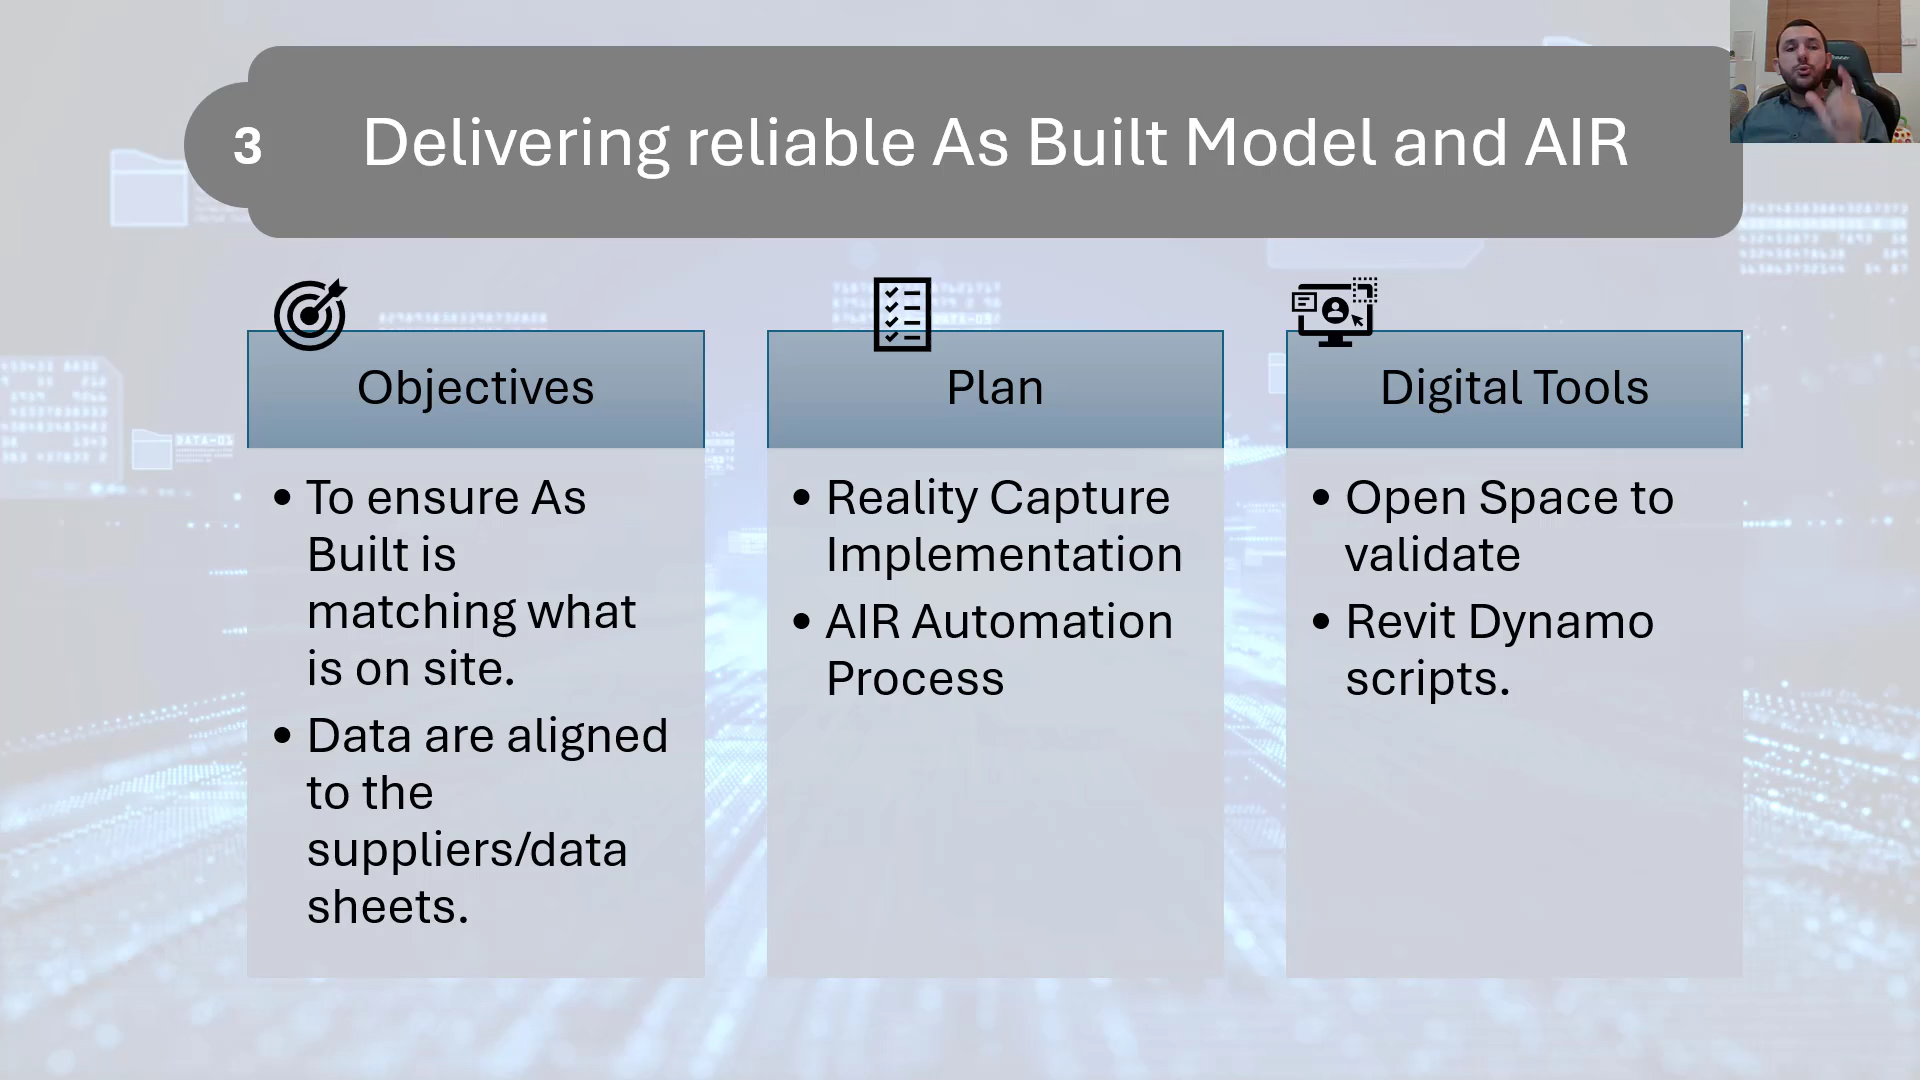 3
Delivering reliable As Built Model and AIR
Objectives
• To ensure As
Built is
matching what
is on site.
• Data are aligned
to the
suppliers/data
sheets.
Plan
• Reality Capture
Implementation
• AIR Automation
Process
Digital Tools
• Open Space to
validate
• Revit Dynamo
scripts.
DATA-01